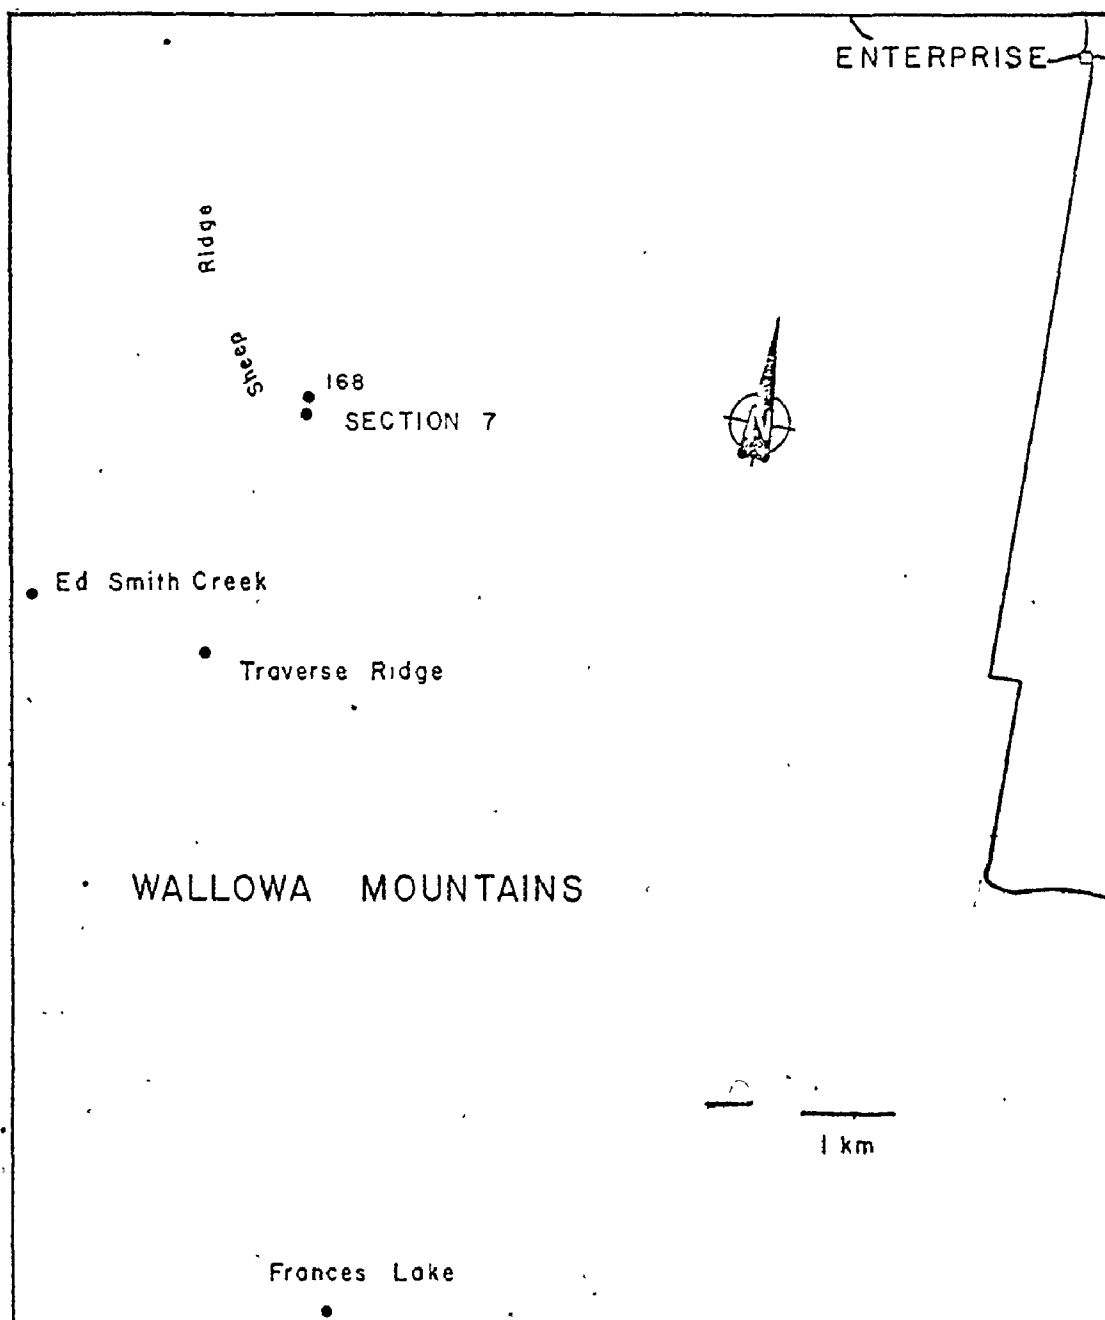 ENTERPRISE
Ridge
Sheep
168
SECTION 7
N
Ed Smith Creek
Traverse Ridge
WALLOWA MOUNTAINS
1 km
Frances Lake